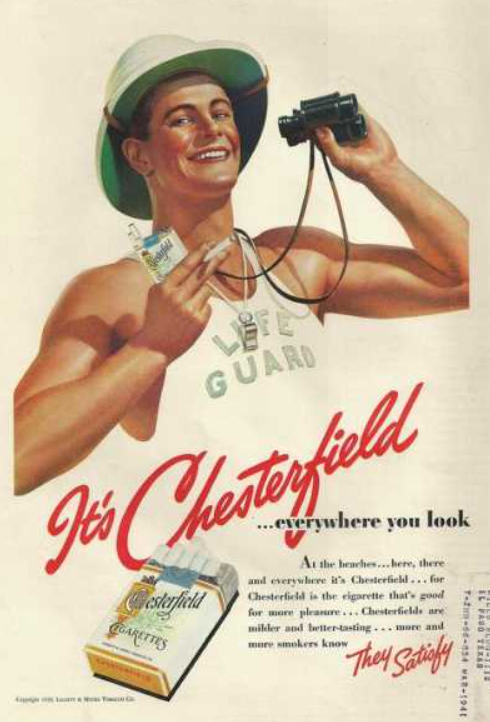 Chesterfield
LIFE
GUARD
It's Chesterfield
...everywhere you look
At the beaches...here, there
and everywhere it's Chesterfield...for
Chesterfield is the cigarette that's good
for more pleasure...Chesterfields are
milder and better-tasting...more and
more smokers know
They Satisfy
Chesterfield
CIGARETTES
CHESTERFIELD
Copyright 1939, LIGGETT & MYERS TOBACCO CO.
EL PASO TEXAS